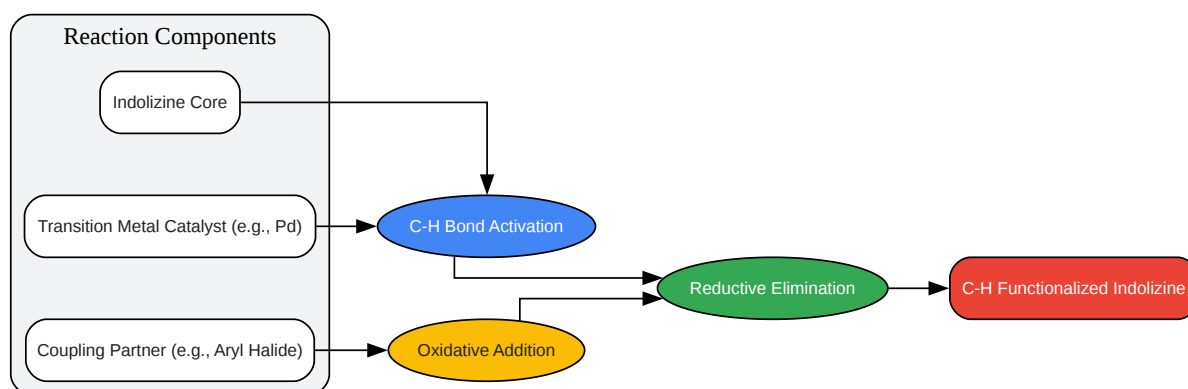 Reaction Components
Indolizine Core
Transition Metal Catalyst (e.g., Pd)
C-H Bond Activation
Reductive Elimination
C-H Functionalized Indolizine
Coupling Partner (e.g., Aryl Halide)
Oxidative Addition